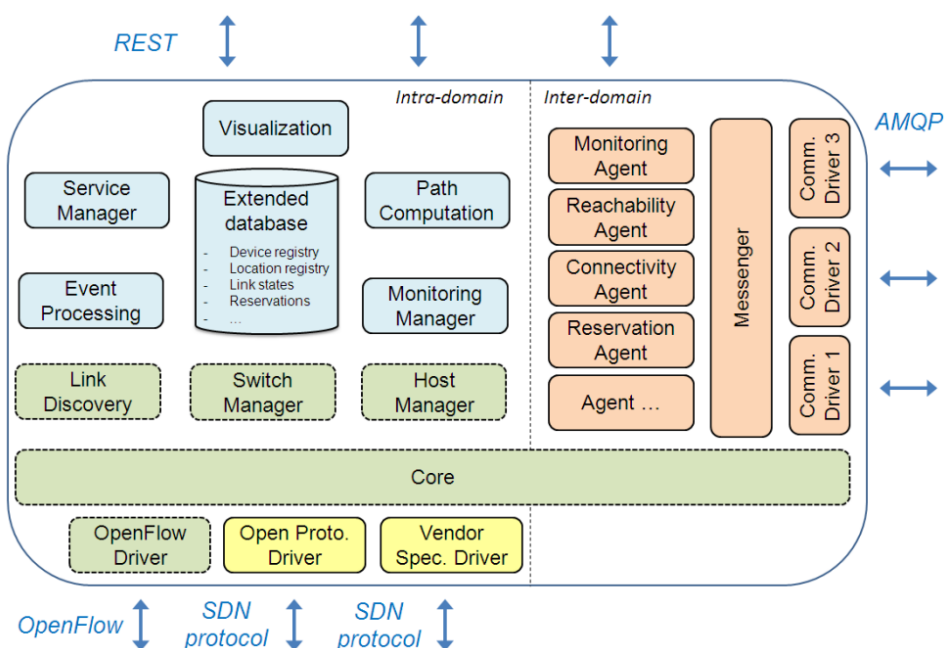 REST
Intra-domain
Inter-domain
Visualization
AMQP
Service
Manager
Extended
database
- Device registry
- Location registry
- Link states
- Reservations
- ...
Path
Computation
Event
Processing
Monitoring
Manager
Link
Discovery
Switch
Manager
Host
Manager
Monitoring
Agent
Reachability
Agent
Connectivity
Agent
Reservation
Agent
Agent ...
Messenger
Comm.
Driver 3
Comm.
Driver 2
Comm.
Driver 1
Core
OpenFlow
Driver
Open Proto.
Driver
Vendor
Spec. Driver
OpenFlow
SDN
protocol
SDN
protocol